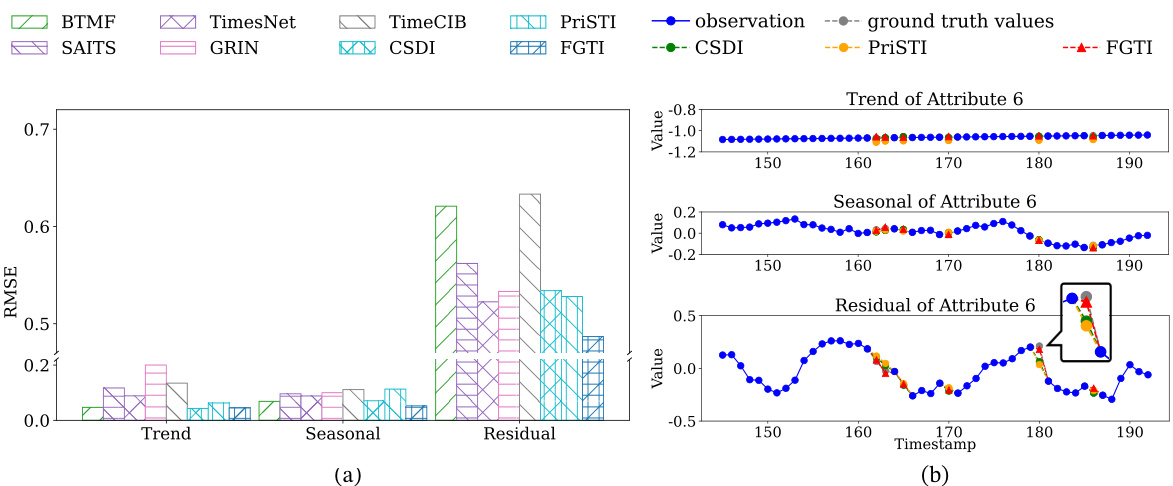 BTMF TimesNet TimeCIB PriSTI
SAITS GRIN CSDI FGTI
observation ground truth values
CSDI PriSTI FGTI
0.7
0.6
0.5
0.2
0.0
RMSE
Trend Seasonal Residual
(a)
Trend of Attribute 6
Value
-0.8
-1.0
-1.2
150 160 170 180 190
Seasonal of Attribute 6
Value
0.2
0.0
-0.2
150 160 170 180 190
Residual of Attribute 6
Value
0.5
0.0
-0.5
150 160 170 180 190
Timestamp
(b)